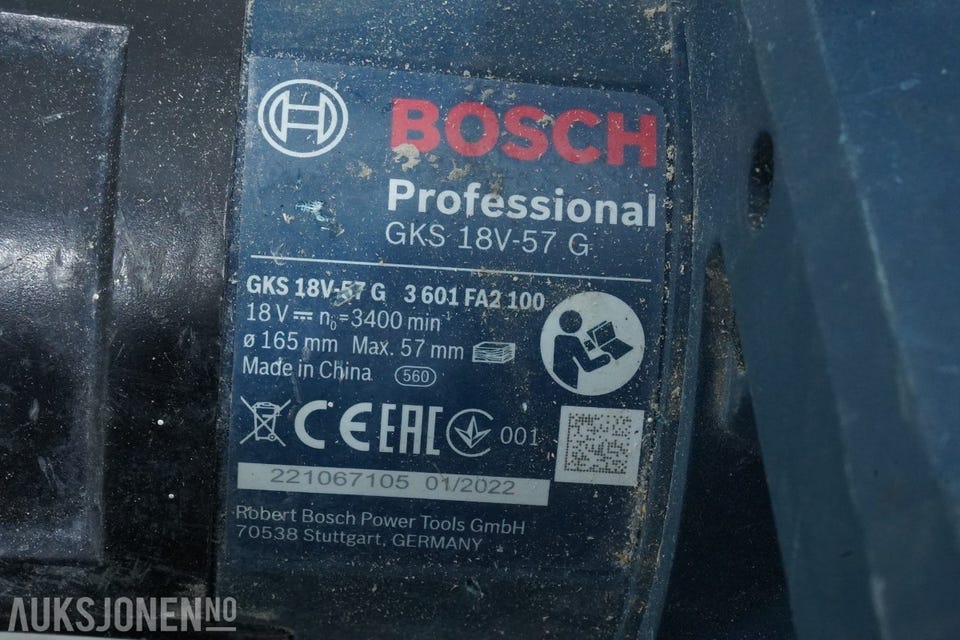 BOSCH
Professional
GKS 18V-57 G
GKS 18V-57 G 3 601 FA2 100
18 V ⎓ n₀=3400 min⁻¹
ø 165 mm Max. 57 mm
Made in China 560
CE EAC 001
221067105 01/2022
Robert Bosch Power Tools GmbH
70538 Stuttgart, GERMANY
AUKSJONEN.NO